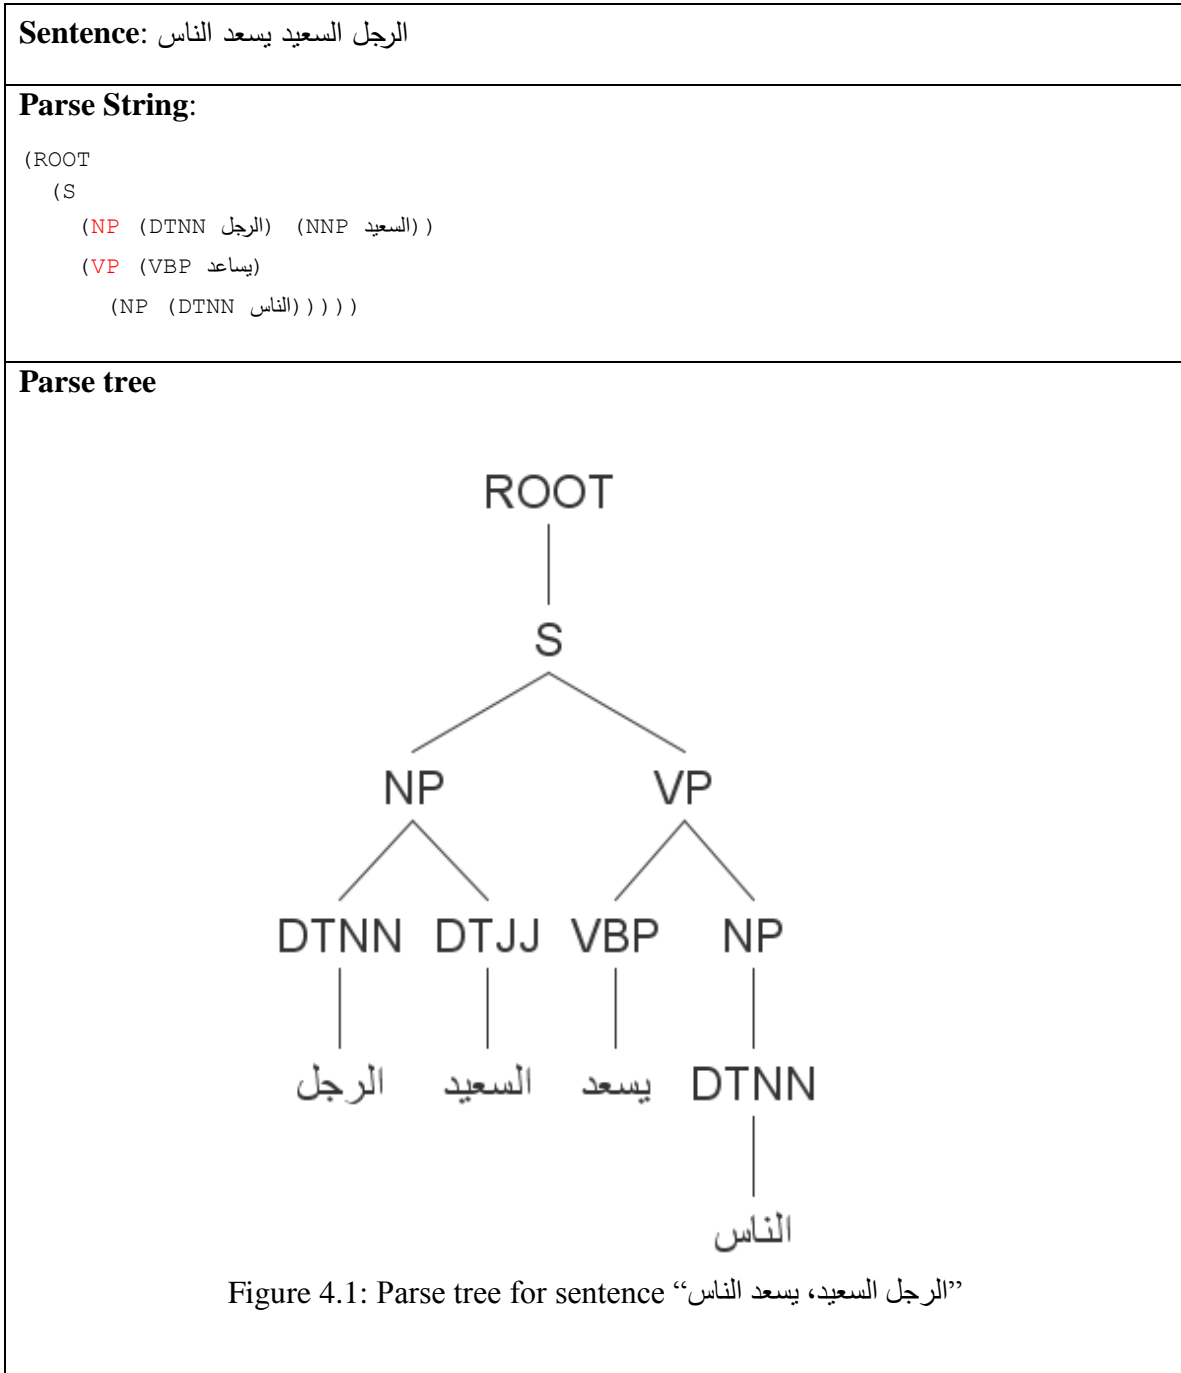 Sentence: الرجل السعيد يسعد الناس
Parse String:
(ROOT
(S
(NP (DTNN الرجل) (NNP السعيد))
(VP (VBP يساعد)
(NP (DTNN الناس)))))
Parse tree
ROOT
S
NP VP
DTNN DTJJ VBP NP
الرجل السعيد يسعد DTNN
الناس
Figure 4.1: Parse tree for sentence “الرجل السعيد، يسعد الناس”